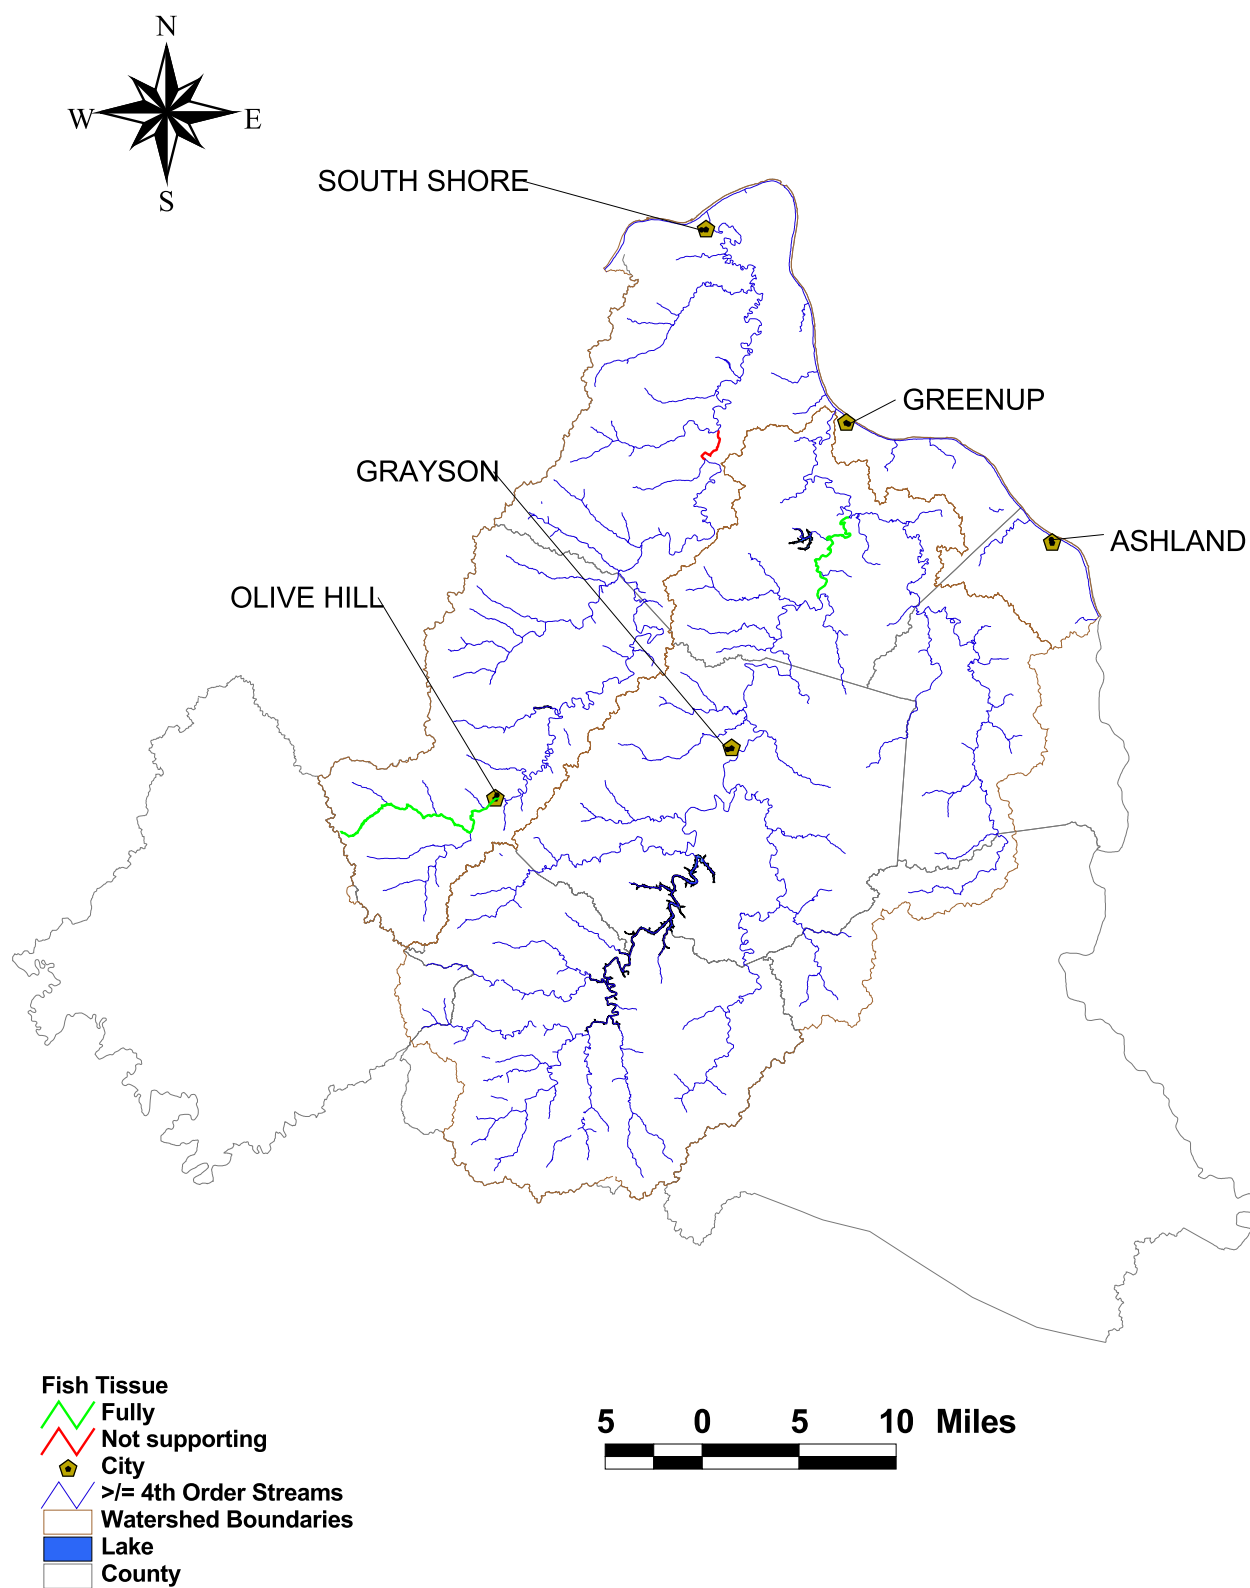 N
W E
S
SOUTH SHORE
GREENUP
GRAYSON
ASHLAND
OLIVE HILL
Fish Tissue
Fully
Not supporting
City
>/= 4th Order Streams
Watershed Boundaries
Lake
County
5 0 5 10 Miles